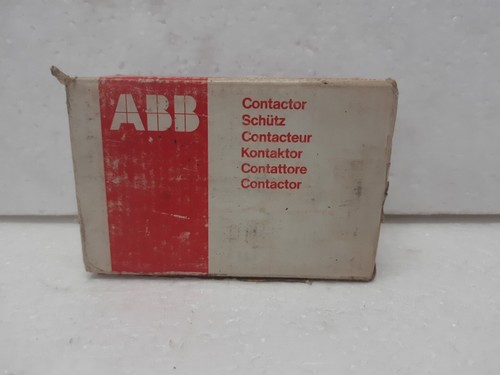 ABB
Contactor
Schütz
Contacteur
Kontaktor
Contattore
Contactor